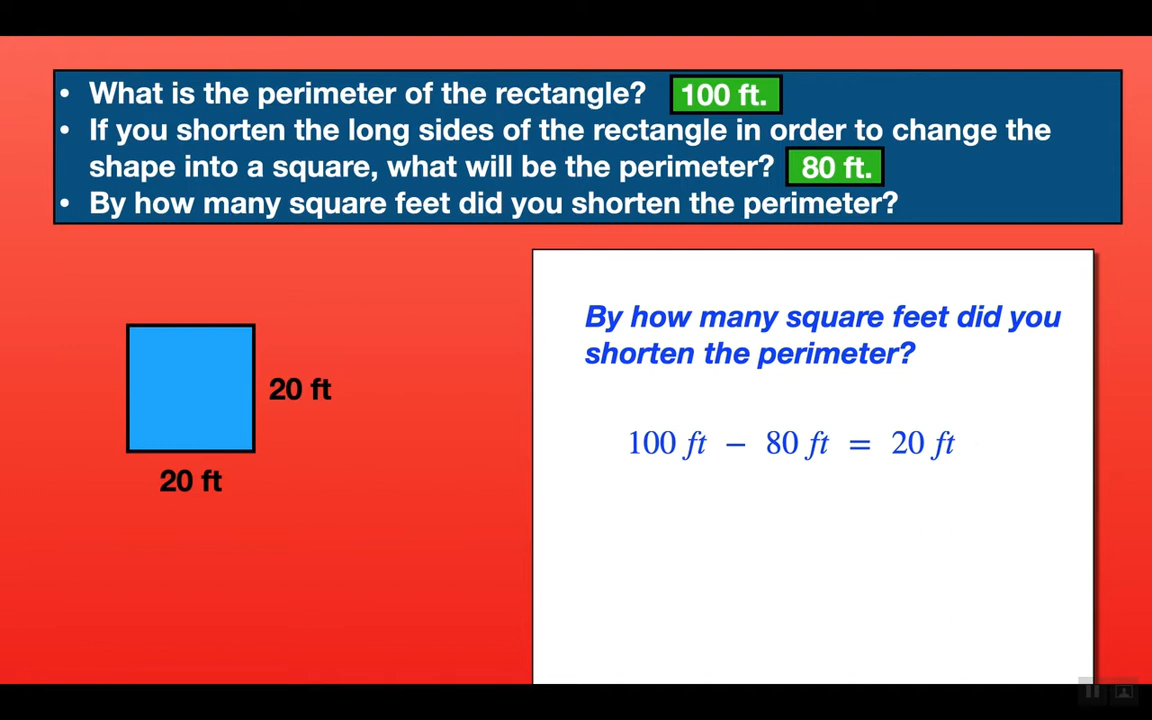 • What is the perimeter of the rectangle? 100 ft.
• If you shorten the long sides of the rectangle in order to change the
shape into a square, what will be the perimeter? 80 ft.
• By how many square feet did you shorten the perimeter?
By how many square feet did you
shorten the perimeter?
20 ft
100 ft − 80 ft = 20 ft
20 ft